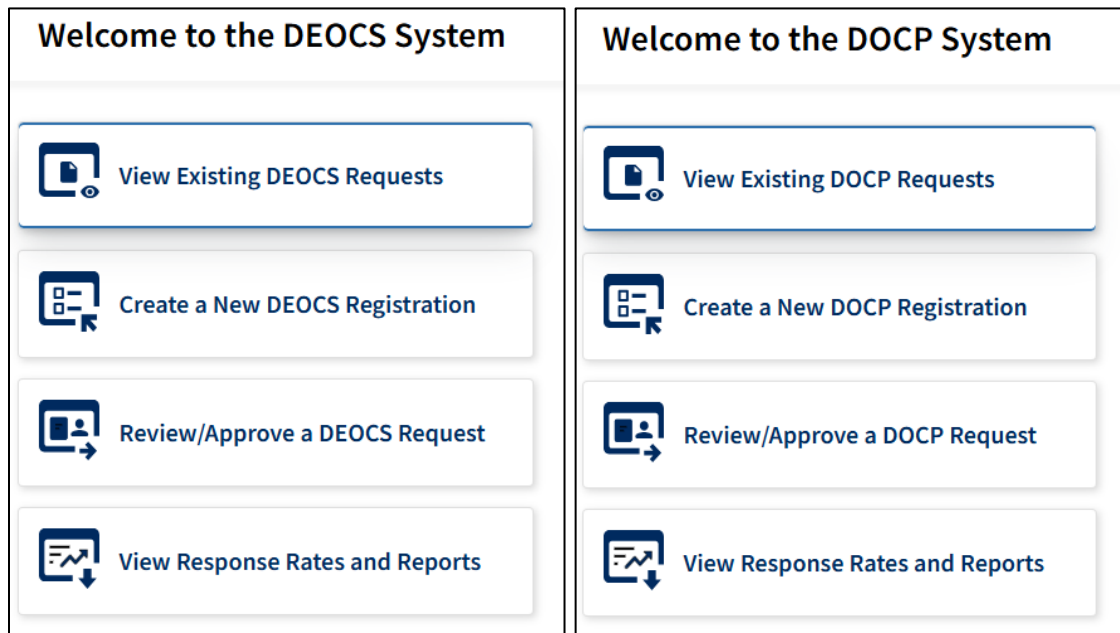 Welcome to the DEOCS System
View Existing DEOCS Requests
Create a New DEOCS Registration
Review/Approve a DEOCS Request
View Response Rates and Reports
Welcome to the DOCP System
View Existing DOCP Requests
Create a New DOCP Registration
Review/Approve a DOCP Request
View Response Rates and Reports